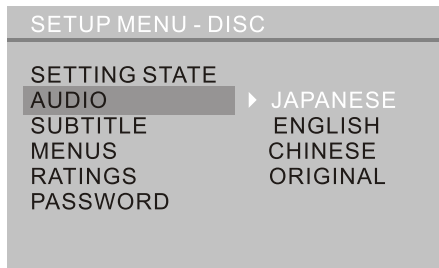 SETUP MENU - DISC
SETTING STATE
AUDIO JAPANESE
SUBTITLE ENGLISH
MENUS CHINESE
RATINGS ORIGINAL
PASSWORD